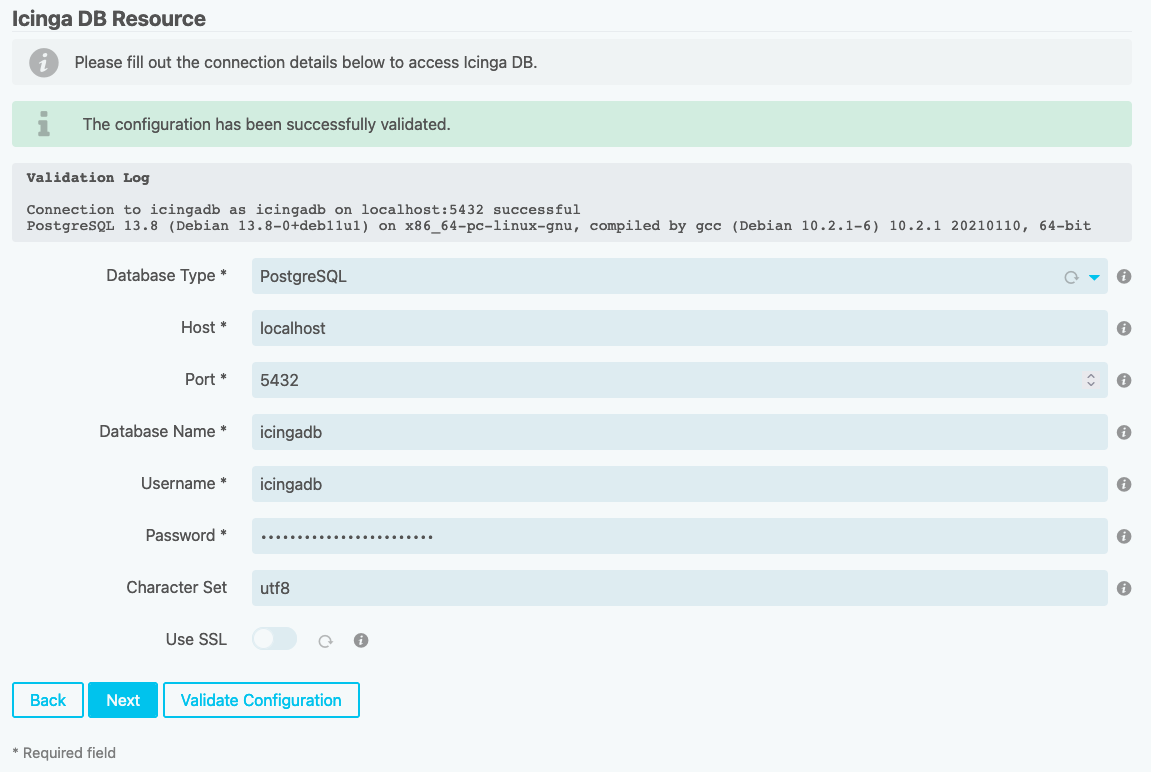 Icinga DB Resource
Please fill out the connection details below to access Icinga DB.
The configuration has been successfully validated.
Validation Log
Connection to icingadb as icingadb on localhost:5432 successful
PostgreSQL 13.8 (Debian 13.8-0+deb11u1) on x86_64-pc-linux-gnu, compiled by gcc (Debian 10.2.1-6) 10.2.1 20210110, 64-bit
Database Type * PostgreSQL
Host * localhost
Port * 5432
Database Name * icingadb
Username * icingadb
Password * ••••••••••••••••••••••••
Character Set utf8
Use SSL
Back Next Validate Configuration
* Required field